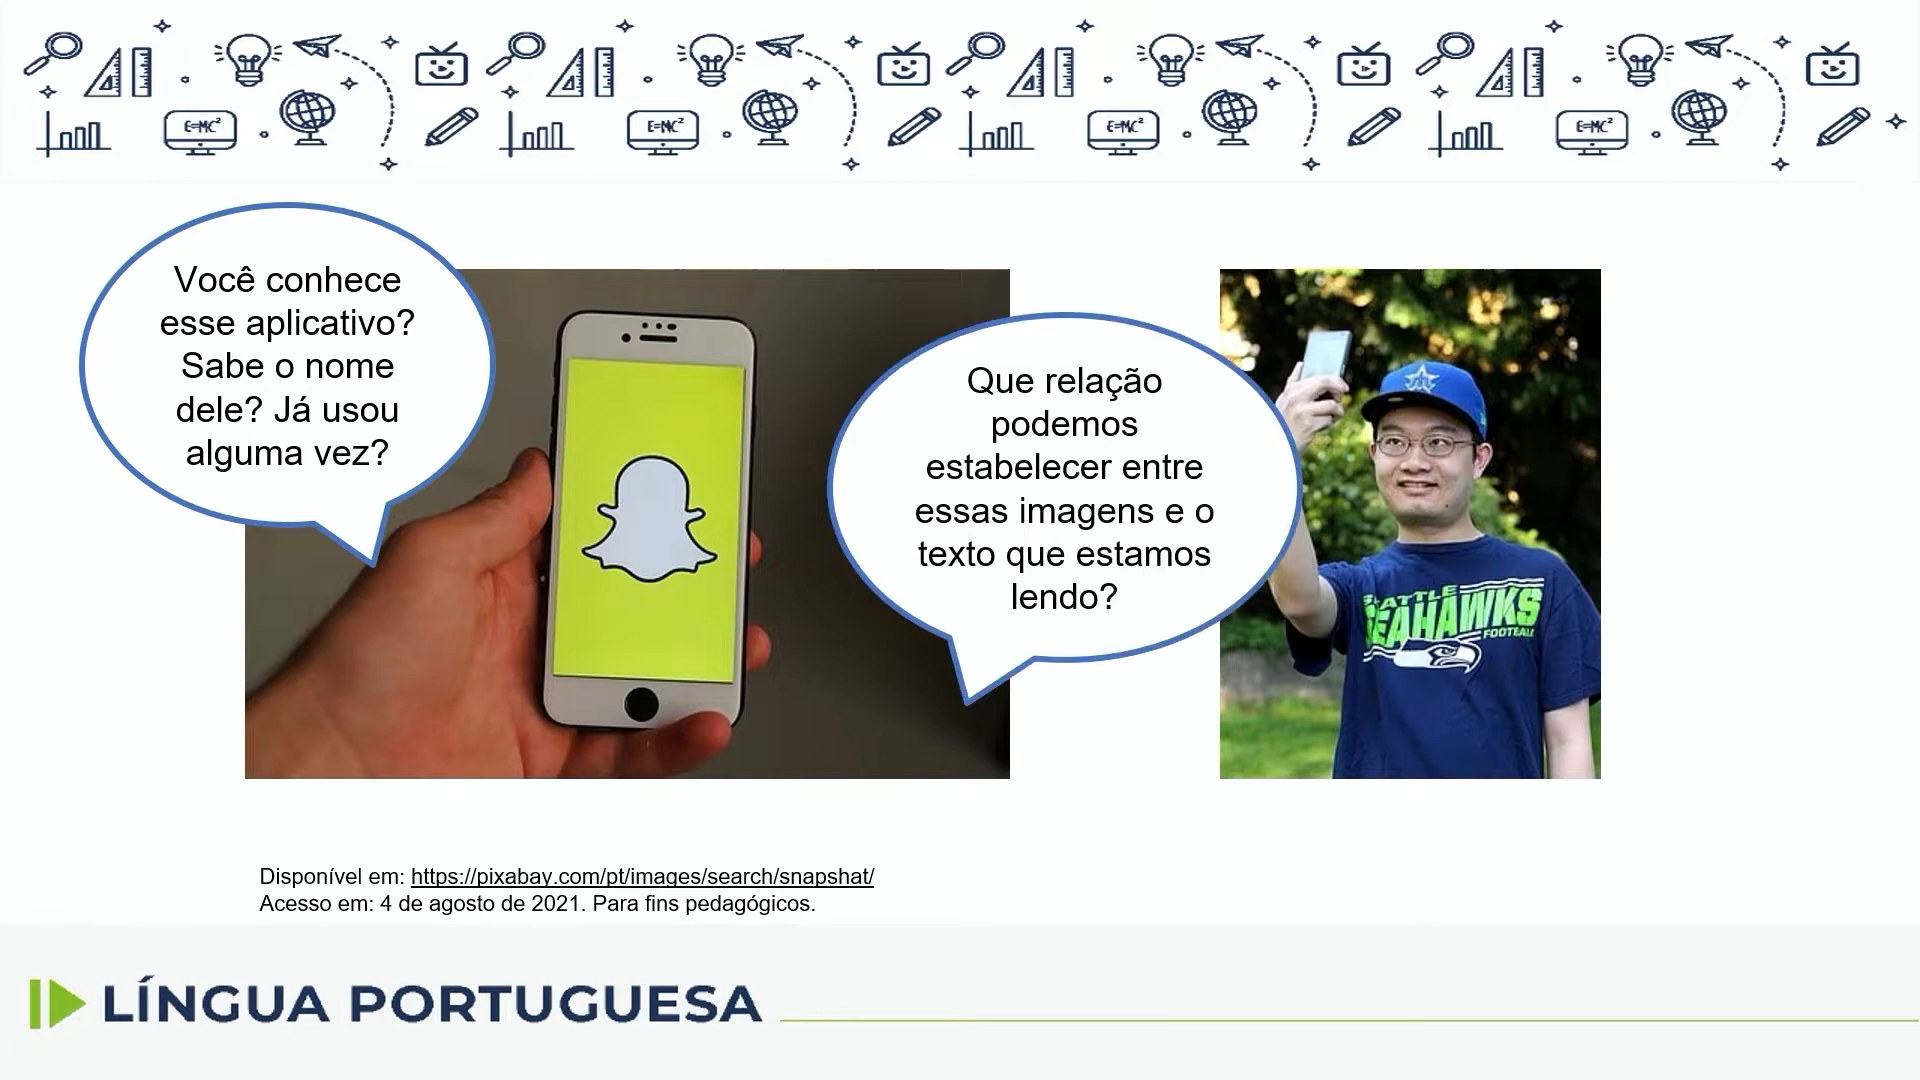 E=MC²
E=MC²
E=MC²
E=MC²
Você conhece
esse aplicativo?
Sabe o nome
dele? Já usou
alguma vez?
Que relação
podemos
estabelecer entre
essas imagens e o
texto que estamos
lendo?
SEATTLE
SEAHAWKS
FOOTBALL
Disponível em: https://pixabay.com/pt/images/search/snapshat/
Acesso em: 4 de agosto de 2021. Para fins pedagógicos.
LÍNGUA PORTUGUESA